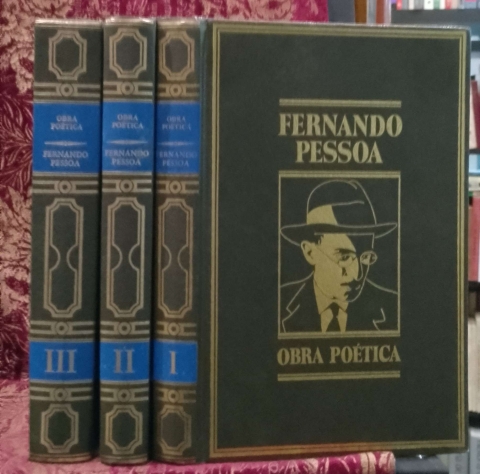 OBRA
POÉTICA
FERNANDO
PESSOA
III
OBRA
POÉTICA
FERNANDO
PESSOA
II
OBRA
POÉTICA
FERNANDO
PESSOA
I
FERNANDO
PESSOA
OBRA POÉTICA